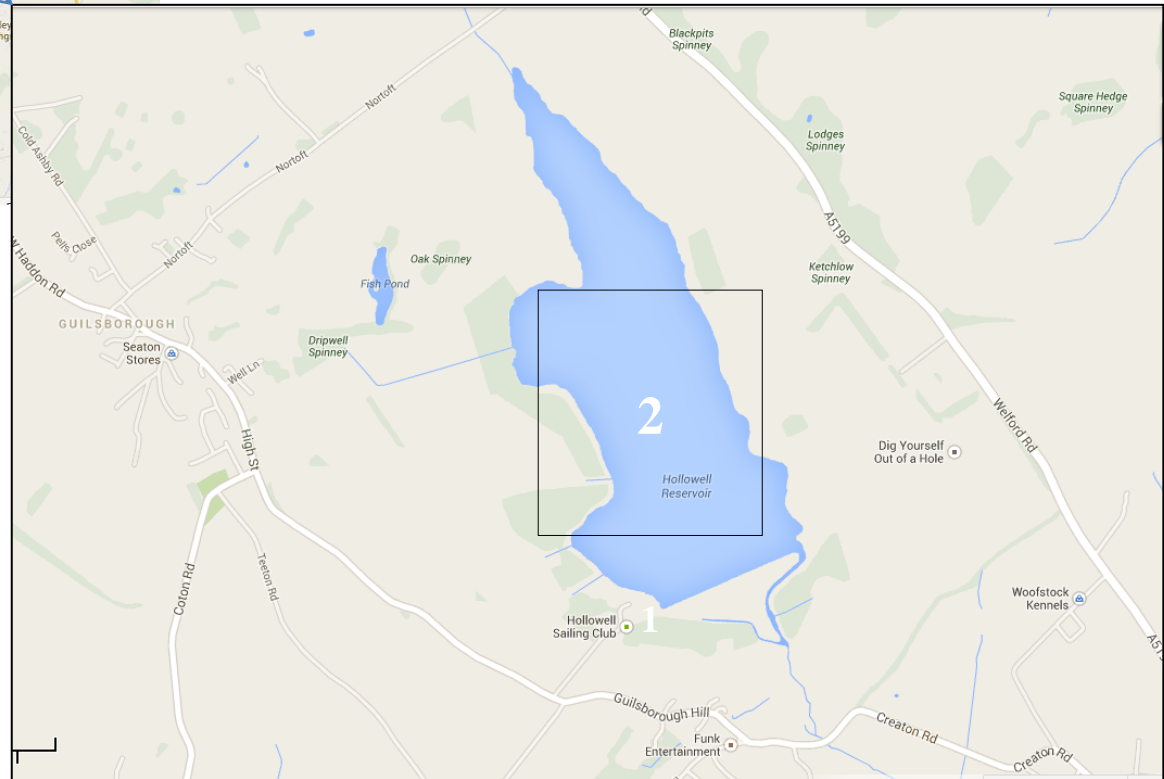 Blackpits
Spinney
Square Hedge
Spinney
Nortoft
Lodges
Spinney
Cold Ashby Rd
Nortoft
A5199
Pells Close
Nortoft
Oak Spinney
Ketchlow
Spinney
W Haddon Rd
Fish Pond
GUILSBOROUGH
Seaton
Stores
Dripwell
Spinney
Well Ln
Welford Rd
2
High St
Dig Yourself
Out of a Hole
Hollowell
Reservoir
Teeton Rd
Coton Rd
Woofstock
Kennels
Hollowell
Sailing Club
1
Guilsborough Hill
Funk
Entertainment
Creaton Rd
Creaton Rd